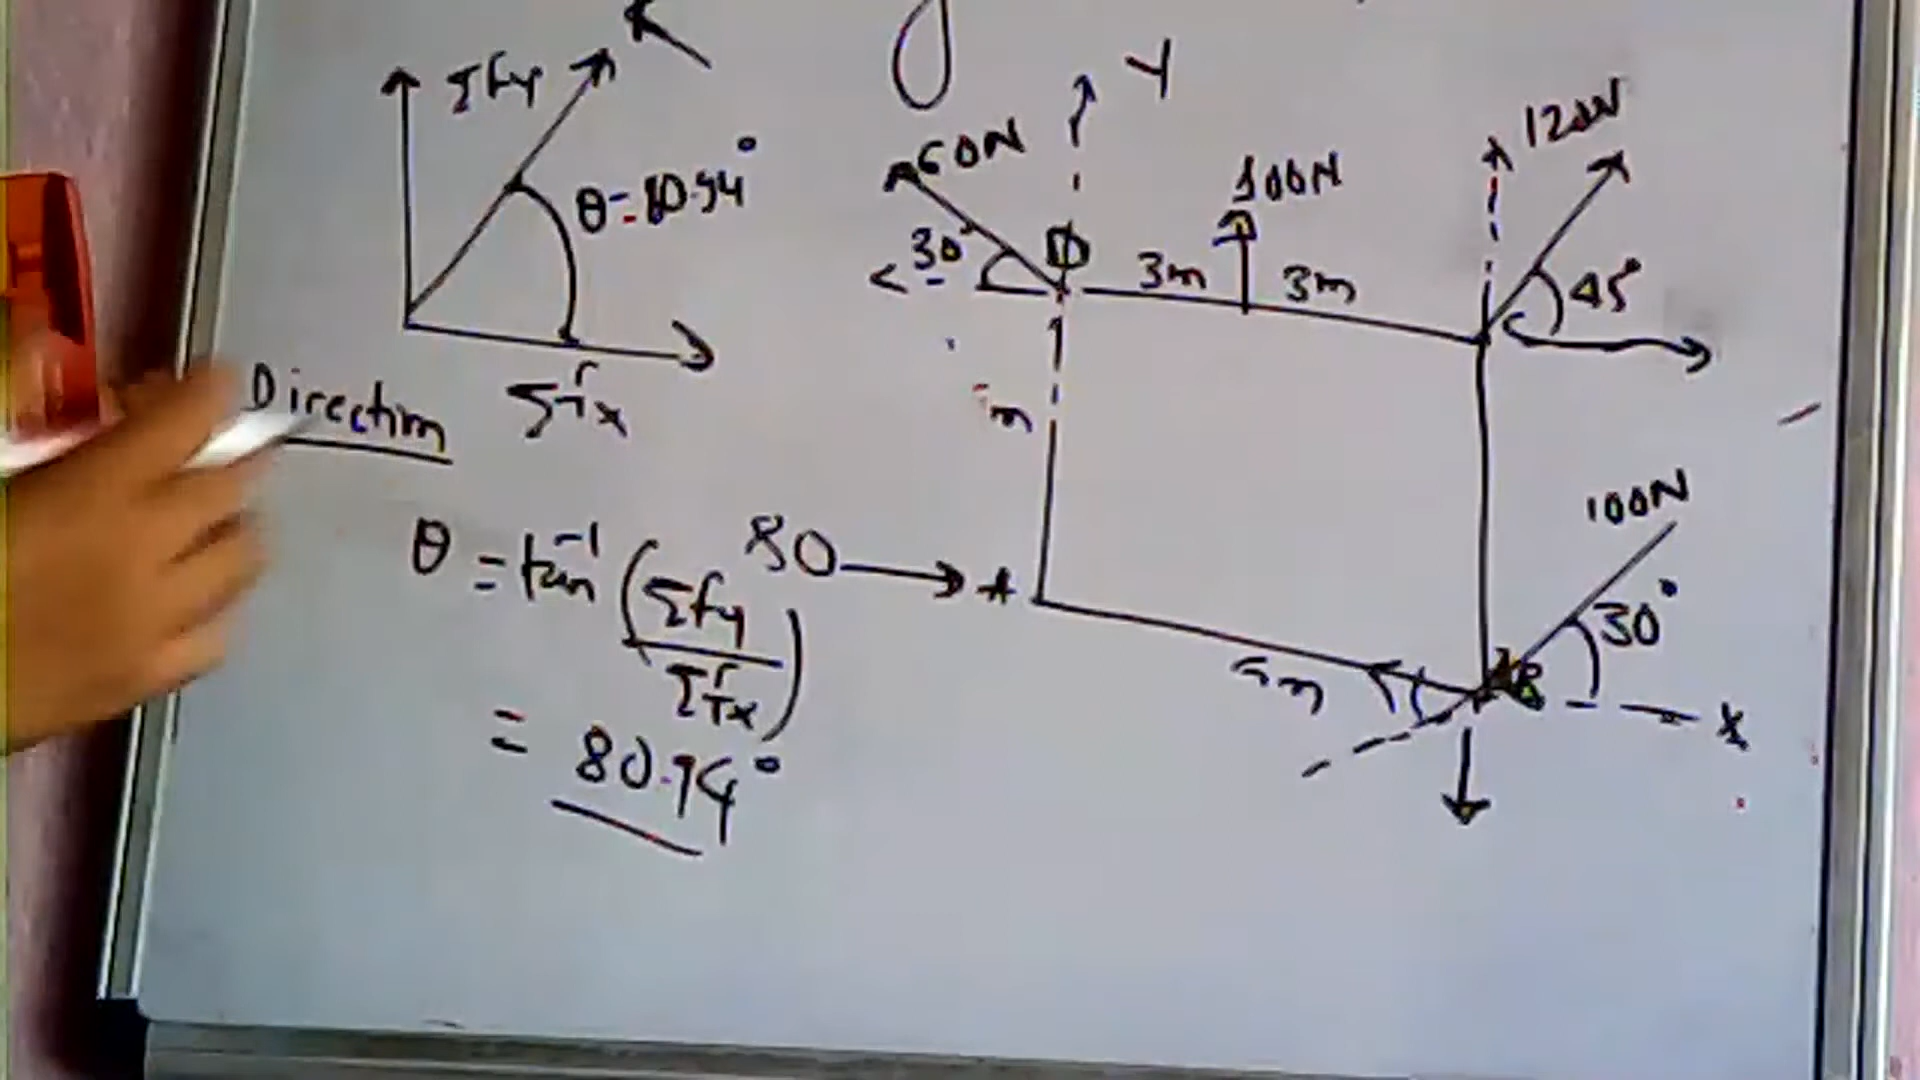 ΣFy
R
θ=80.94°
ΣFx
Direction
θ = tan⁻¹ (ΣFy / ΣFx)
= 80.94°
Y
60N
30°
D
3m
100N
3m
120N
45°
m
80
A
m
B
100N
30°
X